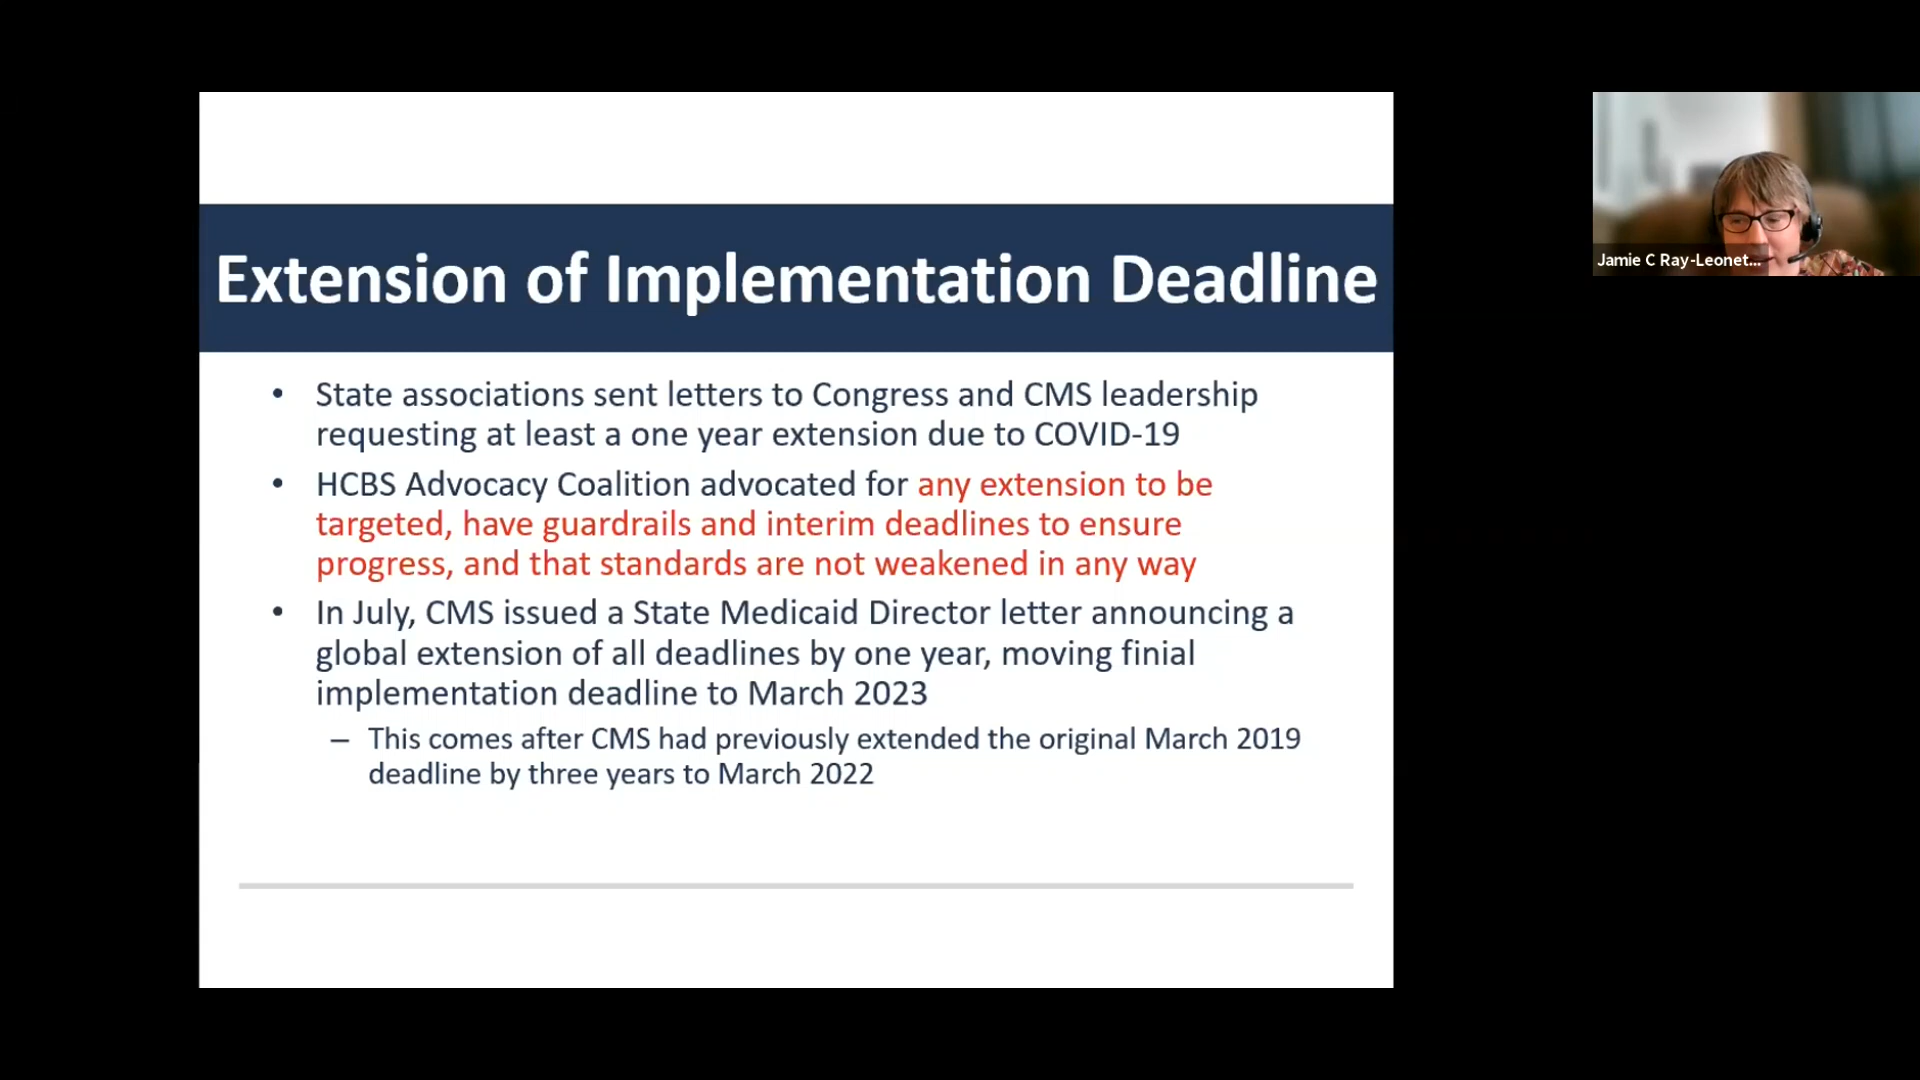 Extension of Implementation Deadline
• State associations sent letters to Congress and CMS leadership
requesting at least a one year extension due to COVID-19
• HCBS Advocacy Coalition advocated for any extension to be
targeted, have guardrails and interim deadlines to ensure
progress, and that standards are not weakened in any way
• In July, CMS issued a State Medicaid Director letter announcing a
global extension of all deadlines by one year, moving finial
implementation deadline to March 2023
– This comes after CMS had previously extended the original March 2019
deadline by three years to March 2022
Jamie C Ray-Leonet...